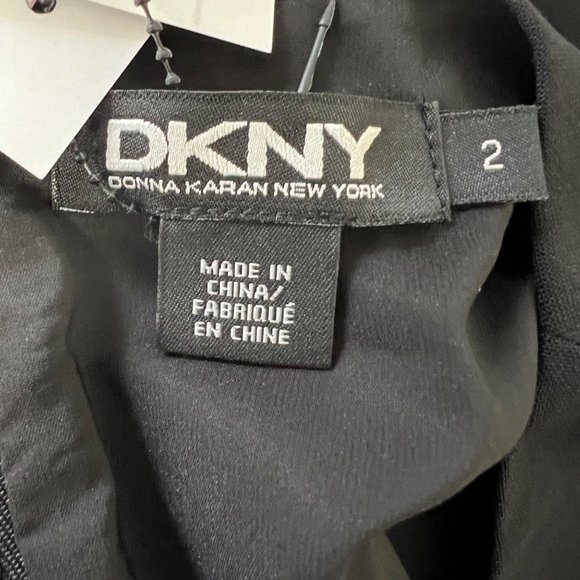 DKNY
DONNA KARAN NEW YORK
2
MADE IN
CHINA/
FABRIQUÉ
EN CHINE